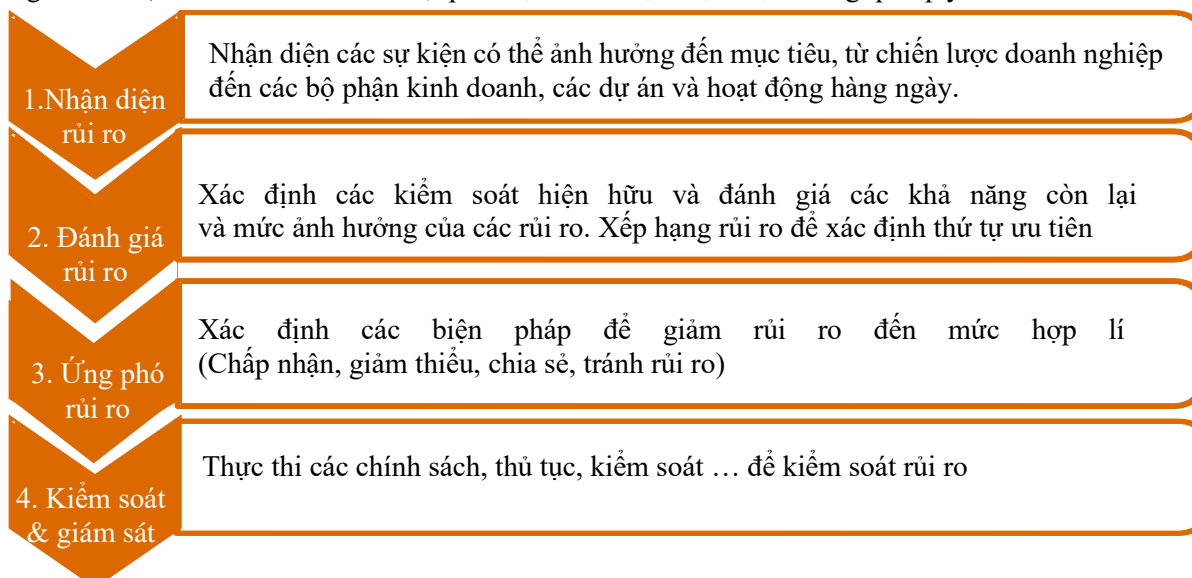 1.Nhận diện
rủi ro
Nhận diện các sự kiện có thể ảnh hưởng đến mục tiêu, từ chiến lược doanh nghiệp
đến các bộ phận kinh doanh, các dự án và hoạt động hàng ngày.
2. Đánh giá
rủi ro
Xác định các kiểm soát hiện hữu và đánh giá các khả năng còn lại
và mức ảnh hưởng của các rủi ro. Xếp hạng rủi ro để xác định thứ tự ưu tiên
3. Ứng phó
rủi ro
Xác định các biện pháp để giảm rủi ro đến mức hợp lí
(Chấp nhận, giảm thiểu, chia sẻ, tránh rủi ro)
4. Kiểm soát
& giám sát
Thực thi các chính sách, thủ tục, kiểm soát … để kiểm soát rủi ro